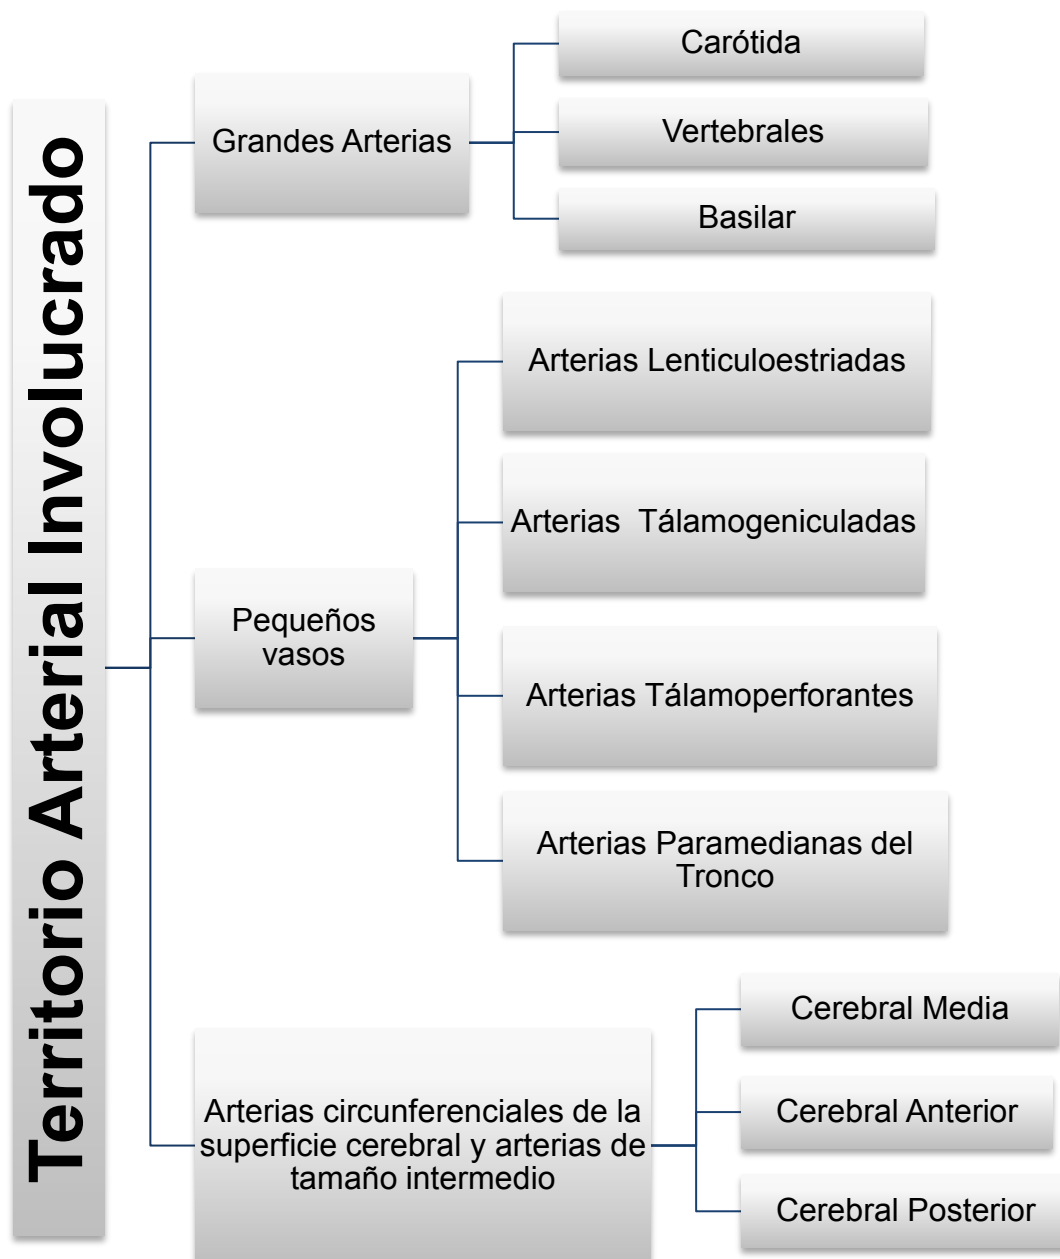 Territorio Arterial Involucrado
Grandes Arterias
Carótida
Vertebrales
Basilar
Pequeños
vasos
Arterias Lenticuloestriadas
Arterias Tálamogeniculadas
Arterias Tálamoperforantes
Arterias Paramedianas del
Tronco
Arterias circunferenciales de la
superficie cerebral y arterias de
tamaño intermedio
Cerebral Media
Cerebral Anterior
Cerebral Posterior